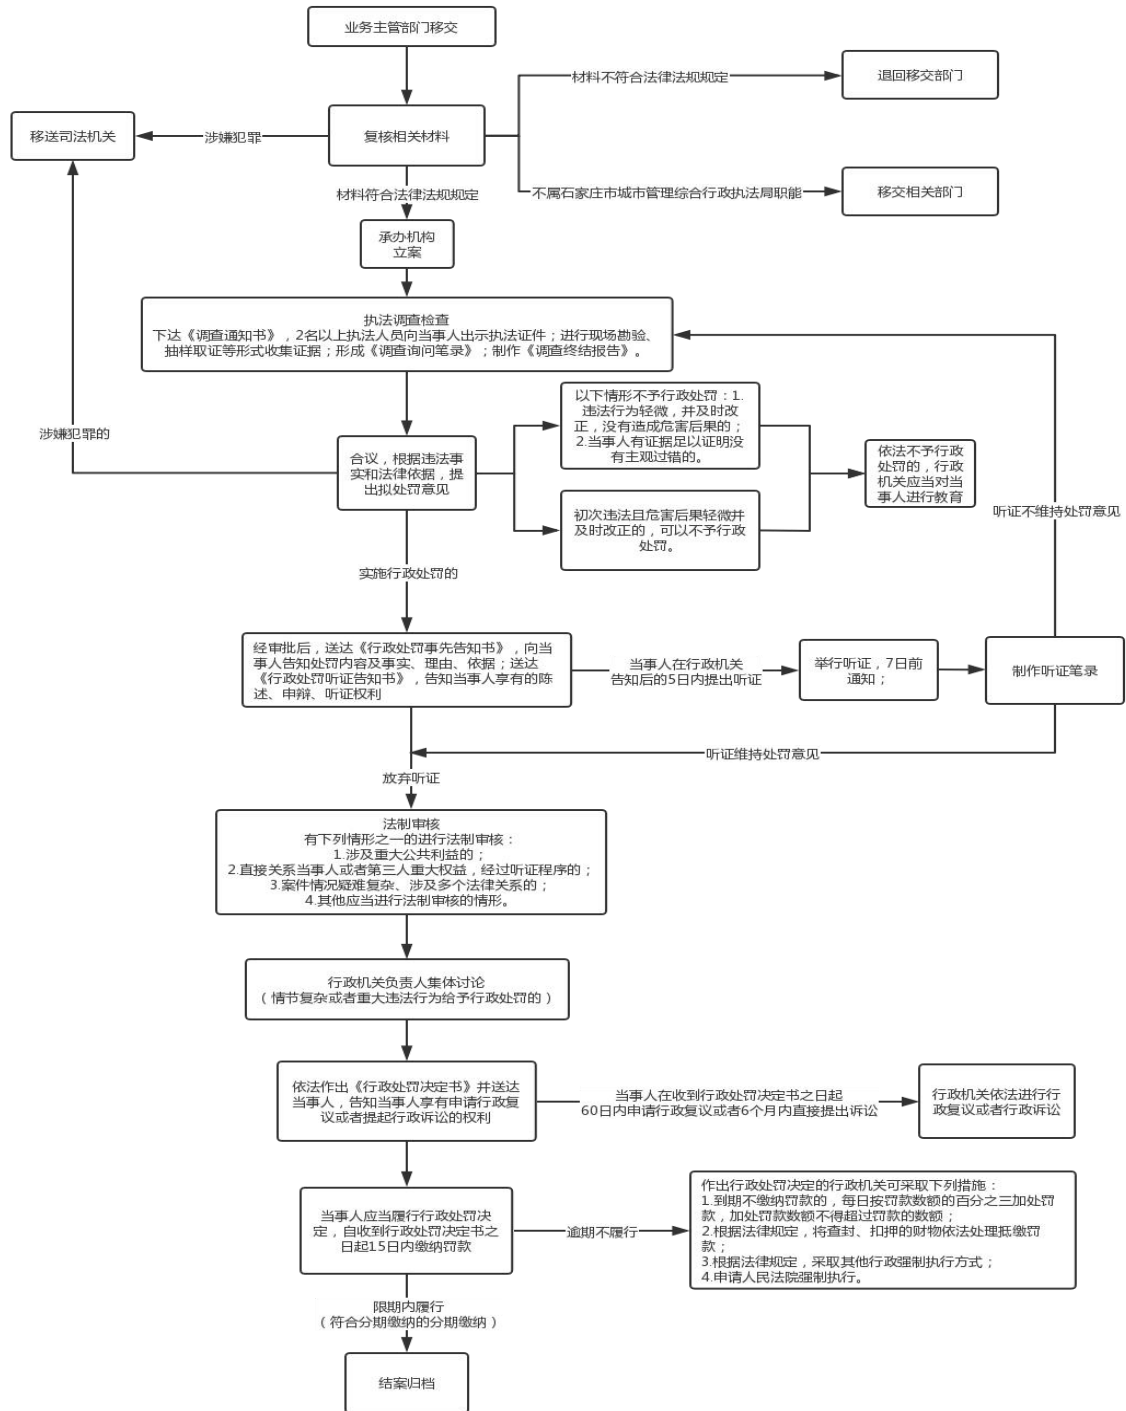 业务主管部门移交
材料不符合法律法规规定
退回移交部门
移送司法机关
涉嫌犯罪
复核相关材料
材料符合法律法规规定
不属石家庄市城市管理综合行政执法局职能
移交相关部门
承办机构
立案
执法调查检查
下达《调查通知书》，2名以上执法人员向当事人出示执法证件；进行现场勘验、
抽样取证等形式收集证据；形成《调查询问笔录》；制作《调查终结报告》。
涉嫌犯罪的
合议，根据违法事
实和法律依据，提
出拟处罚意见
以下情形不予行政处罚：1.
违法行为轻微，并及时改
正，没有造成危害后果的；
2.当事人有证据足以证明没
有主观过错的。
初次违法且危害后果轻微并
及时改正的，可以不予行政
处罚。
依法不予行政
处罚的，行政
机关应当对当
事人进行教育
听证不维持处罚意见
实施行政处罚的
经审批后，送达《行政处罚事先告知书》，向当
事人告知处罚内容及事实、理由、依据；送达
《行政处罚听证告知书》，告知当事人享有的陈
述、申辩、听证权利
当事人在行政机关
告知后的5日内提出听证
举行听证，7日前
通知；
制作听证笔录
听证维持处罚意见
放弃听证
法制审核
有下列情形之一的进行法制审核：
1.涉及重大公共利益的；
2.直接关系当事人或者第三人重大权益，经过听证程序的；
3.案件情况疑难复杂、涉及多个法律关系的；
4.其他应当进行法制审核的情形。
行政机关负责人集体讨论
（情节复杂或者重大违法行为给予行政处罚的）
依法作出《行政处罚决定书》并送达
当事人，告知当事人享有申请行政复
议或者提起行政诉讼的权利
当事人在收到行政处罚决定书之日起
60日内申请行政复议或者6个月内直接提出诉讼
行政机关依法进行行
政复议或者行政诉讼
当事人应当履行行政处罚决
定，自收到行政处罚决定书之
日起15日内缴纳罚款
逾期不履行
作出行政处罚决定的行政机关可采取下列措施：
1.到期不缴纳罚款的，每日按罚款数额的百分之三加处罚
款，加处罚款数额不得超过罚款的数额；
2.根据法律规定，将查封、扣押的财物依法处理抵缴罚
款；
3.根据法律规定，采取其他行政强制执行方式；
4.申请人民法院强制执行。
限期内履行
（符合分期缴纳的分期缴纳）
结案归档